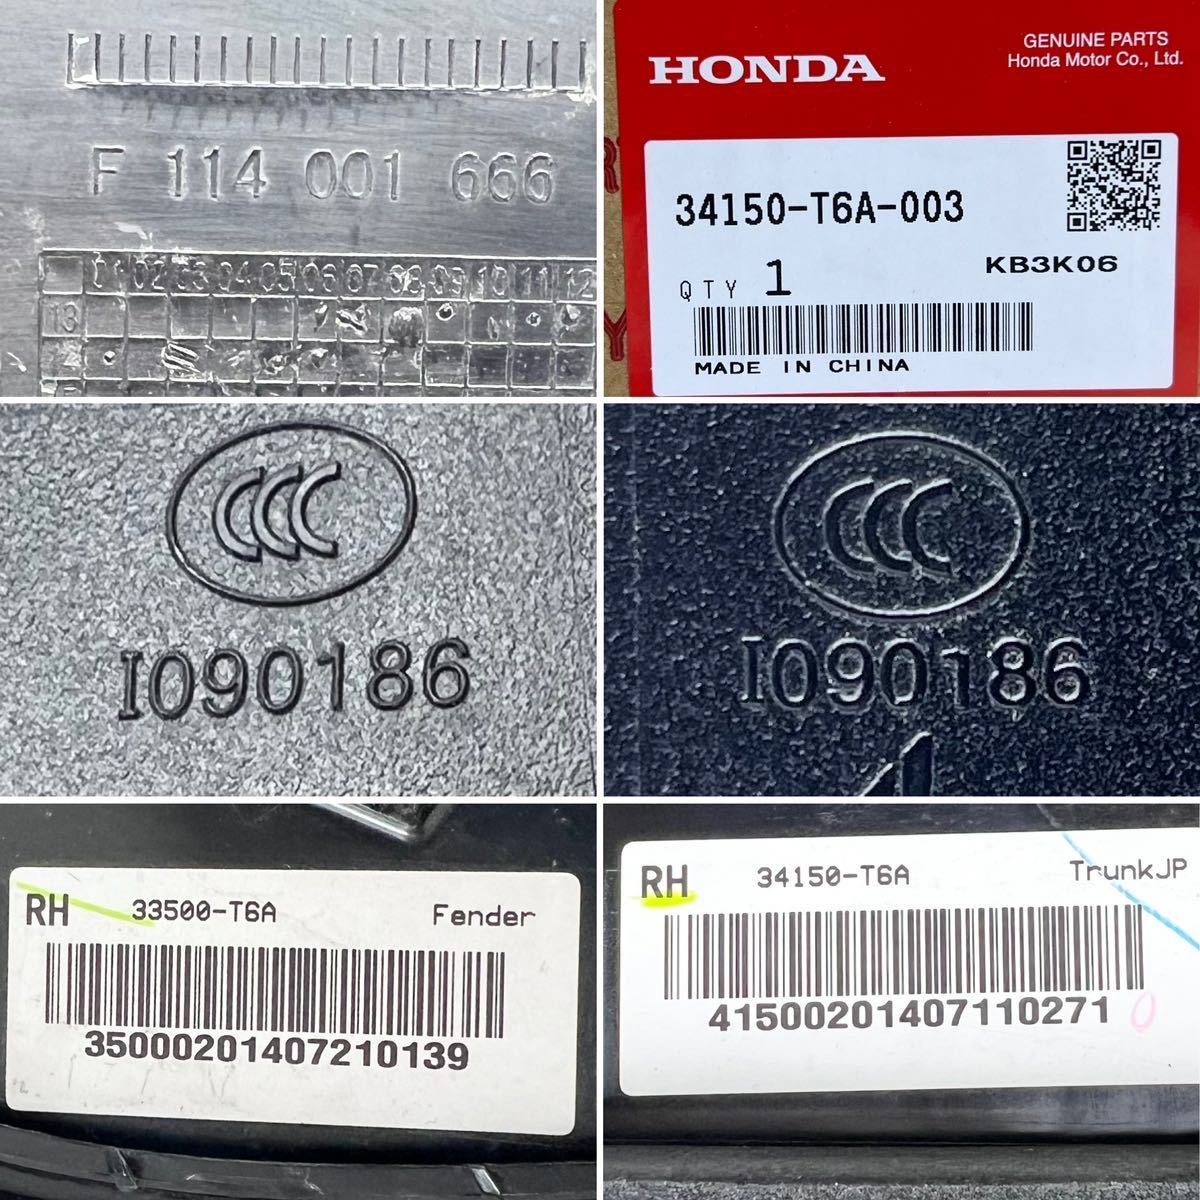 F 114 001 666
01 02 03 04 05 06 07 08 09 10 11 12
13
HONDA
GENUINE PARTS
Honda Motor Co., Ltd.
34150-T6A-003
KB3K06
QTY 1
MADE IN CHINA
CCC
I090186
CCC
I090186
RH 33500-T6A Fender
35000201407210139
RH 34150-T6A TrunkJP
41500201407110271